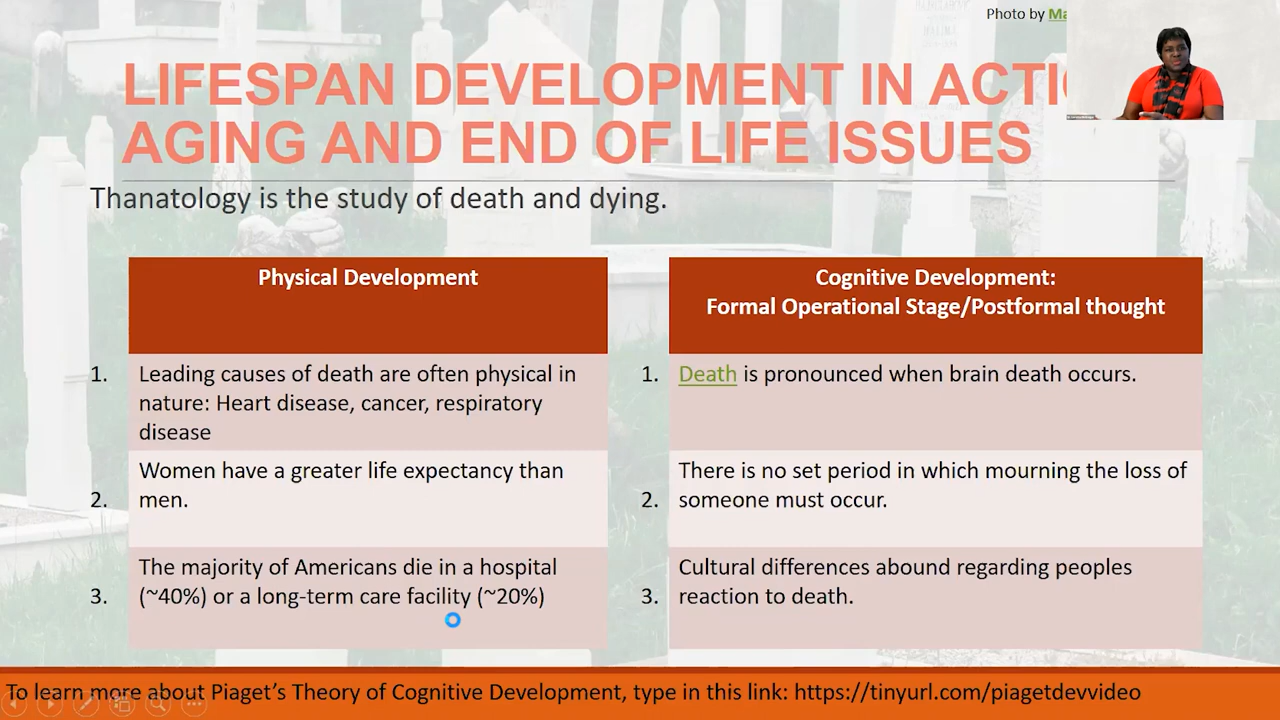 Photo by Ma
LIFESPAN DEVELOPMENT IN ACTI
AGING AND END OF LIFE ISSUES
Thanatology is the study of death and dying.
Physical Development
1. Leading causes of death are often physical in
nature: Heart disease, cancer, respiratory
disease
Women have a greater life expectancy than
2. men.
The majority of Americans die in a hospital
3. (~40%) or a long-term care facility (~20%)
Cognitive Development:
Formal Operational Stage/Postformal thought
1. Death is pronounced when brain death occurs.
There is no set period in which mourning the loss of
2. someone must occur.
Cultural differences abound regarding peoples
3. reaction to death.
To learn more about Piaget’s Theory of Cognitive Development, type in this link: https://tinyurl.com/piagetdevvideo